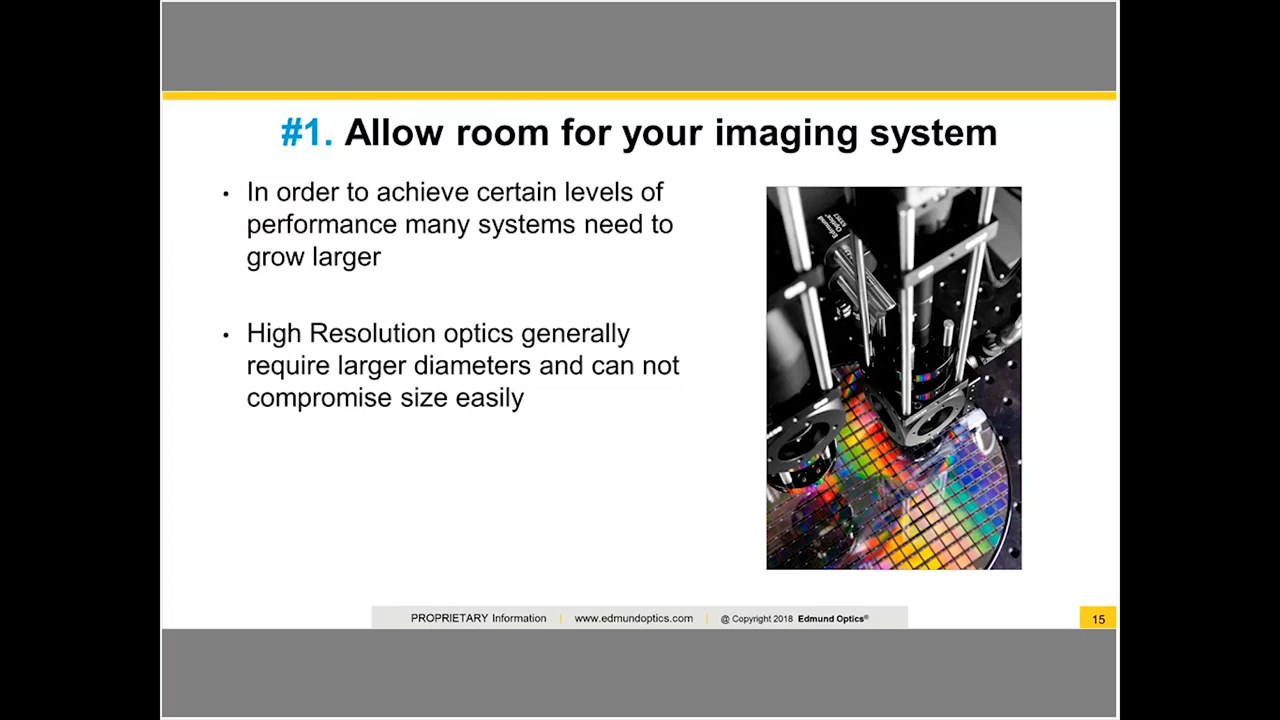 #1. Allow room for your imaging system
• In order to achieve certain levels of
performance many systems need to
grow larger
• High Resolution optics generally
require larger diameters and can not
compromise size easily
Edmund
Optics®
PROPRIETARY Information | www.edmundoptics.com | @ Copyright 2018 Edmund Optics®
15